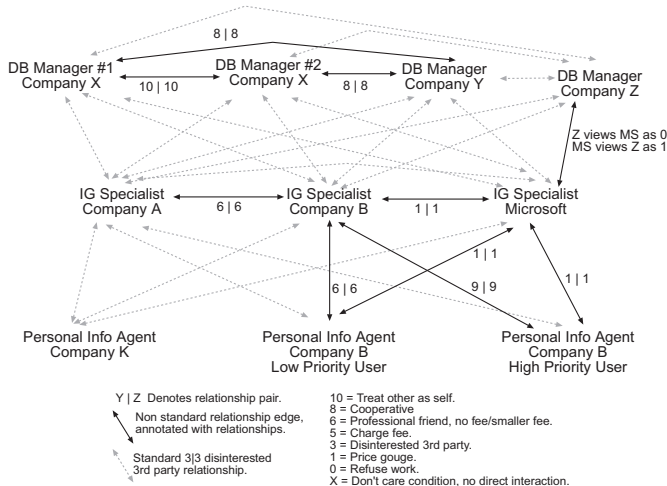 8 | 8
DB Manager #1
Company X
10 | 10
DB Manager #2
Company X
8 | 8
DB Manager
Company Y
DB Manager
Company Z
Z views MS as 0
MS views Z as 1
IG Specialist
Company A
6 | 6
IG Specialist
Company B
1 | 1
IG Specialist
Microsoft
6 | 6
1 | 1
9 | 9
1 | 1
Personal Info Agent
Company K
Personal Info Agent
Company B
Low Priority User
Personal Info Agent
Company B
High Priority User
Y | Z Denotes relationship pair.
Non standard relationship edge,
annotated with relationships.
Standard 3|3 disinterested
3rd party relationship.
10 = Treat other as self.
8 = Cooperative
6 = Professional friend, no fee/smaller fee.
5 = Charge fee.
3 = Disinterested 3rd party.
1 = Price gouge.
0 = Refuse work.
X = Don't care condition, no direct interaction.